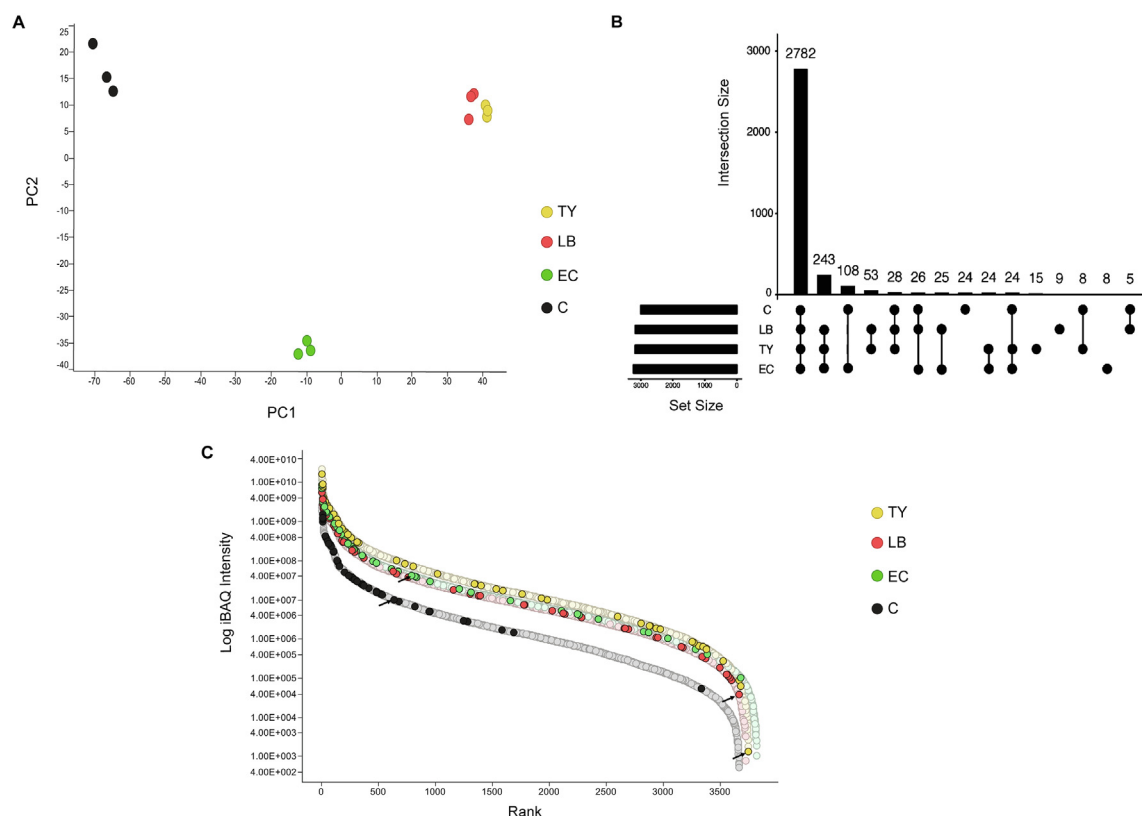 A
25
20
15
10
5
0
-5
-10
-15
-20
-25
-30
-35
-40
PC2
-70 -60 -50 -40 -30 -20 -10 0 10 20 30 40
PC1
TY
LB
EC
C
B
3000
2000
1000
0
Intersection Size
2782 243 108 53 28 26 25 24 24 24 15 9 8 8 5
C
LB
TY
EC
3000 2000 1000 0
Set Size
C
4.00E+010
1.00E+010
4.00E+009
1.00E+009
4.00E+008
1.00E+008
4.00E+007
1.00E+007
4.00E+006
1.00E+006
4.00E+005
1.00E+005
4.00E+004
1.00E+004
4.00E+003
1.00E+003
4.00E+002
Log iBAQ Intensity
0 500 1000 1500 2000 2500 3000 3500
Rank
TY
LB
EC
C